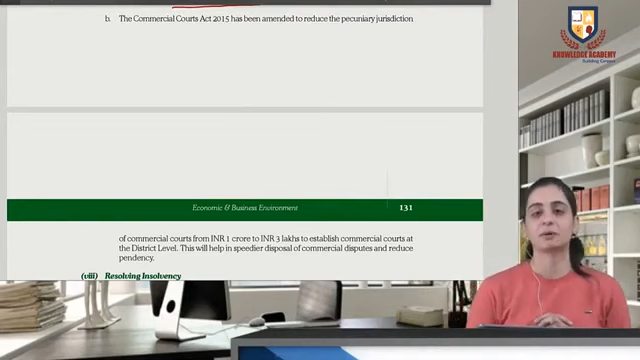 b. The Commercial Courts Act 2015 has been amended to reduce the pecuniary jurisdiction
KNOWLEDGE ACADEMY
Building Careers
Economic & Business Environment 131
of commercial courts from INR 1 crore to INR 3 lakhs to establish commercial courts at
the District Level. This will help in speedier disposal of commercial disputes and reduce
pendency.
(viii) Resolving Insolvency